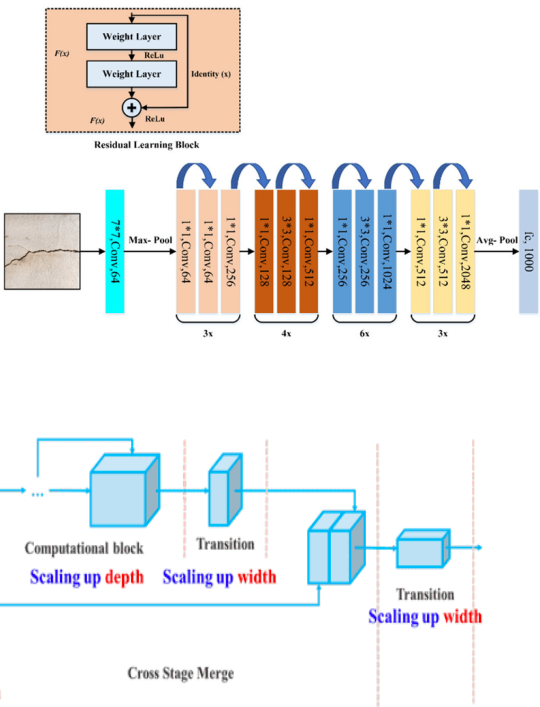 Weight Layer
F(x)
ReLu
Weight Layer
Identity (x)
+
F(x)
ReLu
Residual Learning Block
7*7,Conv,64
Max- Pool
1*1,Conv,64
1*1,Conv,64
1*1,Conv,256
1*1,Conv,128
3*3,Conv,128
1*1,Conv,512
1*1,Conv,256
3*3,Conv,256
1*1,Conv,1024
1*1,Conv,512
3*3,Conv,512
1*1,Conv,2048
Avg- Pool
fc, 1000
3x
4x
6x
3x
...
Computational block
Transition
Scaling up depth
Scaling up width
Transition
Scaling up width
Cross Stage Merge